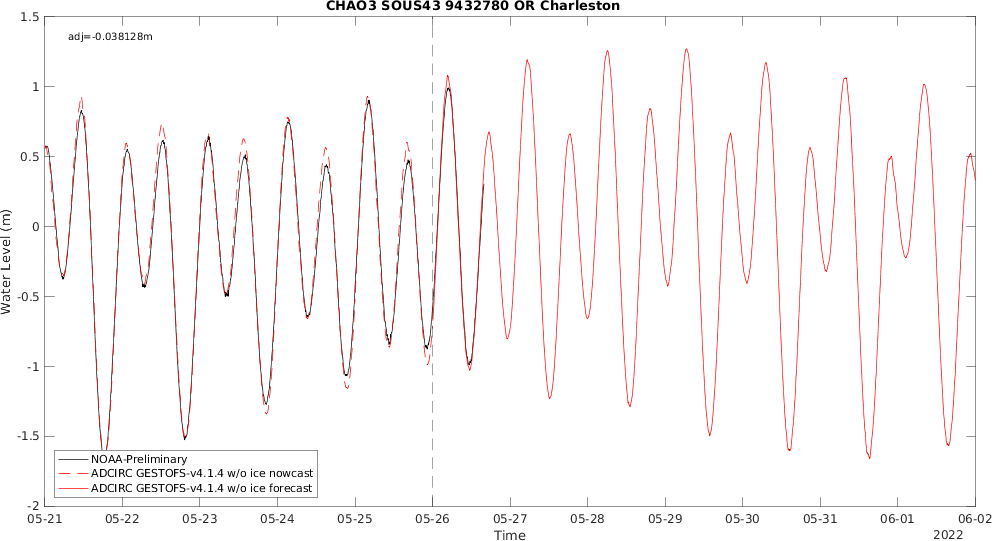 CHAO3 SOUS43 9432780 OR Charleston
adj=-0.038128m
1.5
1
0.5
0
-0.5
-1
-1.5
-2
Water Level (m)
NOAA-Preliminary
ADCIRC GESTOFS-v4.1.4 w/o ice nowcast
ADCIRC GESTOFS-v4.1.4 w/o ice forecast
05-21 05-22 05-23 05-24 05-25 05-26 05-27 05-28 05-29 05-30 05-31 06-01 06-02
Time
2022